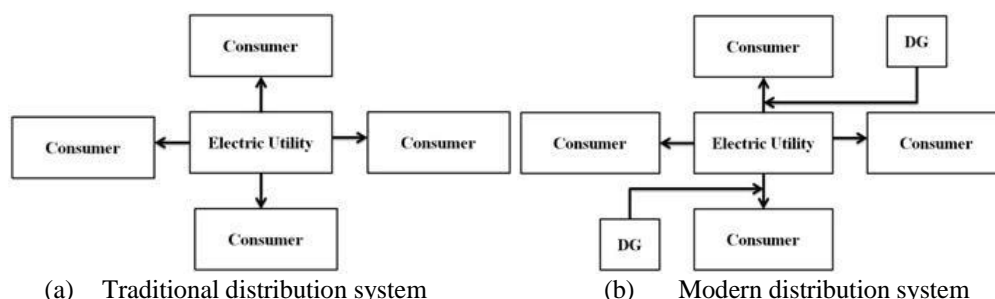 Consumer
DG
Consumer
Consumer
Electric Utility
Consumer
Consumer
Electric Utility
Consumer
Consumer
DG
Consumer
(a) Traditional distribution system
(b) Modern distribution system